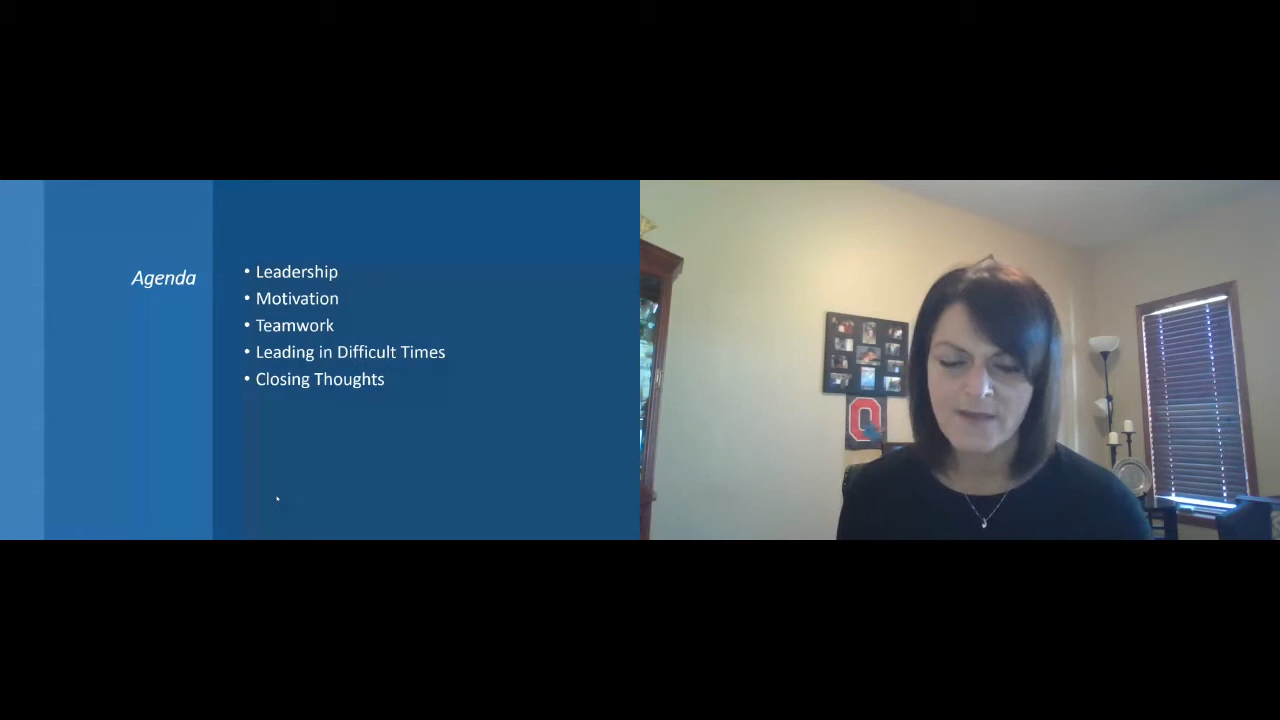 Agenda
• Leadership
• Motivation
• Teamwork
• Leading in Difficult Times
• Closing Thoughts
O